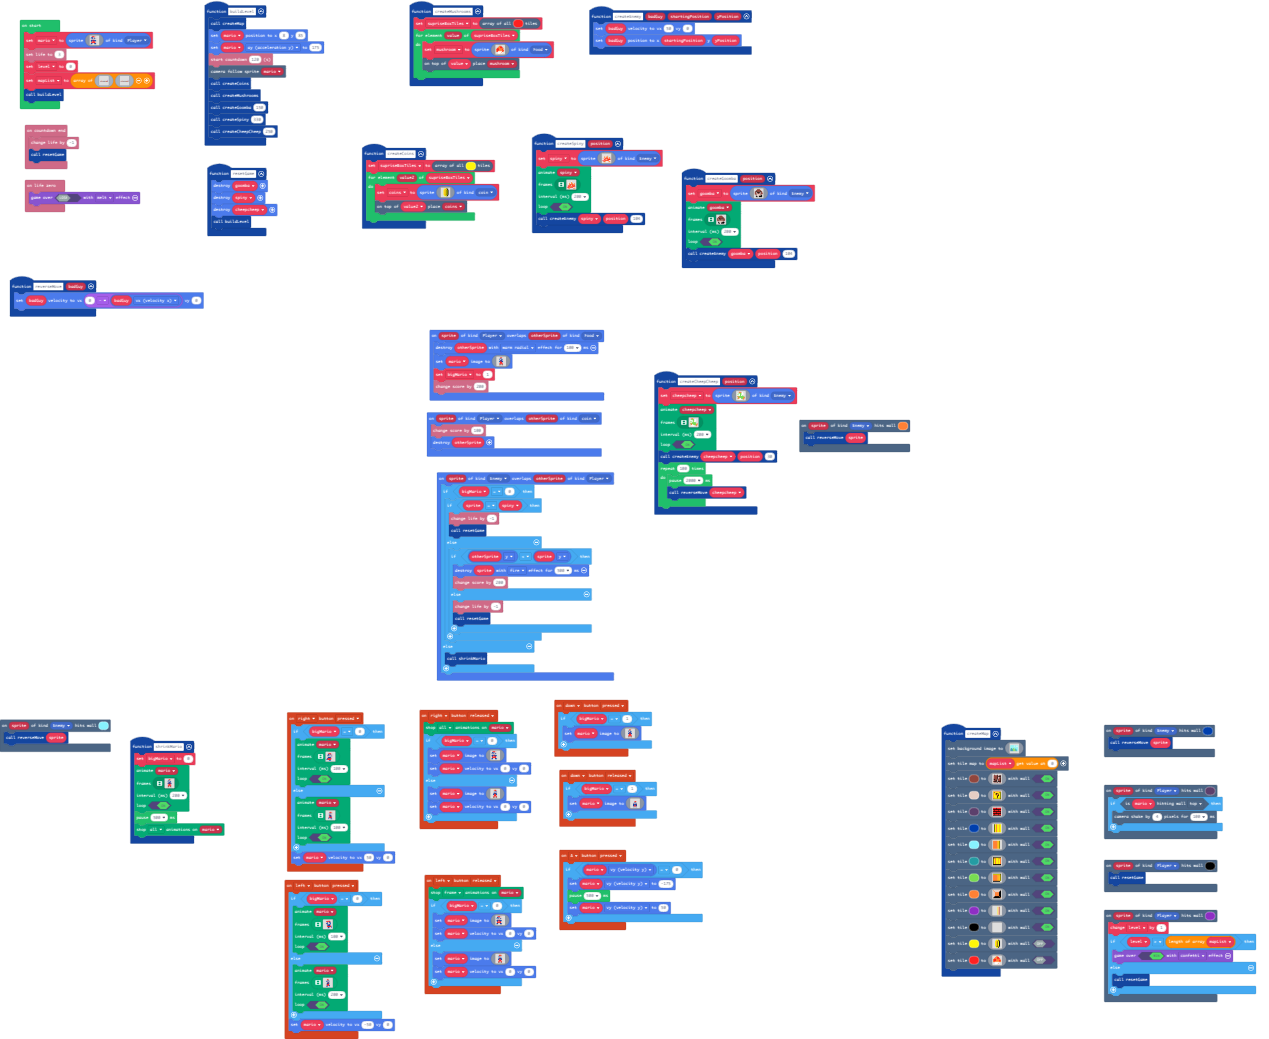 on start
set mario to sprite of kind Player
set life to
set level to 0
set mapList to array of
call buildLevel
on countdown end
change life by -1
call resetGame
on life zero
game over with melt effect
function buildLevel
call createMap
set mario position to x y
set mario ay (acceleration y) to 175
start countdown 120 (s)
camera follow sprite mario
call createCoins
call createMushrooms
call createGoomba
call createSpiny
call createCheepCheep
function resetGame
destroy goomba
destroy spiny
destroy cheepcheep
call buildLevel
function createMushrooms
set supriseBoxTiles to array of all tiles
for element value of supriseBoxTiles
do
set mushroom to sprite of kind Food
on top of value place mushroom
function createEnemy badGuy startingPosition yPosition
set badGuy velocity to vx vy 0
set badGuy position to x startingPosition y yPosition
function createCoins
set supriseBoxTiles to array of all tiles
for element value2 of supriseBoxTiles
do
set coins to sprite of kind coin
on top of value2 place coins
function createSpiny position
set spiny to sprite of kind Enemy
animate spiny
frames
interval (ms) 200
loop
call createEnemy spiny position 100
function createGoomba position
set goomba to sprite of kind Enemy
animate goomba
frames
interval (ms) 200
loop
call createEnemy goomba position 100
function reverseMove badGuy
set badGuy velocity to vx 0 - badGuy vx (velocity x) vy 0
on sprite of kind Player overlaps otherSprite of kind Food
destroy otherSprite with warm radial effect for 100 ms
set mario image to
set bigMario to 1
change score by 200
on sprite of kind Player overlaps otherSprite of kind coin
change score by 100
destroy otherSprite
on sprite of kind Enemy overlaps otherSprite of kind Player
if bigMario = 0 then
if sprite = spiny then
change life by -1
call resetGame
else
if otherSprite y < sprite y then
destroy sprite with fire effect for 500 ms
change score by 200
else
change life by -1
call resetGame
else
call shrinkMario
function createCheepCheep position
set cheepcheep to sprite of kind Enemy
animate cheepcheep
frames
interval (ms) 200
loop
call createEnemy cheepcheep position
repeat 100 times
do
pause 2000 ms
call reverseMove cheepcheep
on sprite of kind Enemy hits wall
call reverseMove sprite
on sprite of kind Enemy hits wall
call reverseMove sprite
function shrinkMario
set bigMario to 0
animate mario
frames
interval (ms) 100
loop
pause 500 ms
stop all animations on mario
on right button pressed
if bigMario = 0 then
animate mario
frames
interval (ms) 100
loop
else
animate mario
frames
interval (ms) 100
loop
set mario velocity to vx 50 vy 0
on left button pressed
if bigMario = 0 then
animate mario
frames
interval (ms) 100
loop
else
animate mario
frames
interval (ms) 200
loop
set mario velocity to vx -50 vy 0
on right button released
stop all animations on mario
if bigMario = 0 then
set mario image to
set mario velocity to vx 0 vy 0
else
set mario image to
set mario velocity to vx 0 vy 0
on left button released
stop frame animations on mario
if bigMario = 0 then
set mario image to
set mario velocity to vx 0 vy 0
else
set mario image to
set mario velocity to vx 0 vy 0
on down button pressed
if bigMario = 1 then
set mario image to
on down button released
if bigMario = 1 then
set mario image to
on A button pressed
if mario vy (velocity y) = 0 then
set mario vy (velocity y) to -175
pause ms
set mario vy (velocity y) to 50
function createMap
set background image to
set tile map to mapList get value at 0
set tile to with wall
set tile to with wall
set tile to with wall
set tile to with wall
set tile to with wall
set tile to with wall
set tile to with wall
set tile to with wall
set tile to with wall
set tile to with wall
set tile to with wall
set tile to with wall
on sprite of kind Enemy hits wall
call reverseMove sprite
on sprite of kind Player hits wall
if is mario hitting wall top then
camera shake by 4 pixels for 100 ms
on sprite of kind Player hits wall
call resetGame
on sprite of kind Player hits wall
change level by 1
if level = length of array mapList then
game over with confetti effect
else
call resetGame